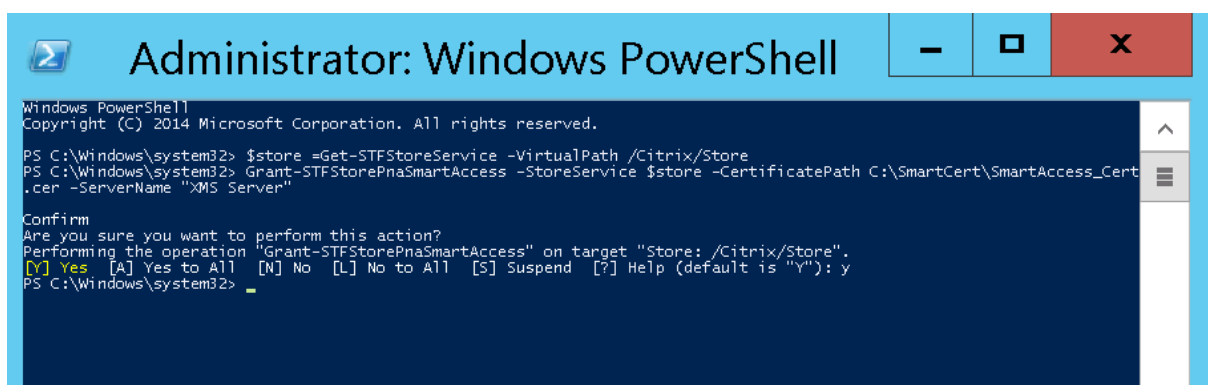 Administrator: Windows PowerShell
Windows PowerShell
Copyright (C) 2014 Microsoft Corporation. All rights reserved.
PS C:\Windows\system32> $store =Get-STFStoreService -VirtualPath /Citrix/Store
PS C:\Windows\system32> Grant-STFStorePnaSmartAccess -StoreService $store -CertificatePath C:\SmartCert\SmartAccess_Cert
.cer -ServerName "XMS Server"
Confirm
Are you sure you want to perform this action?
Performing the operation "Grant-STFStorePnaSmartAccess" on target "Store: /Citrix/Store".
[Y] Yes  [A] Yes to All  [N] No  [L] No to All  [S] Suspend  [?] Help (default is "Y"): y
PS C:\Windows\system32> _